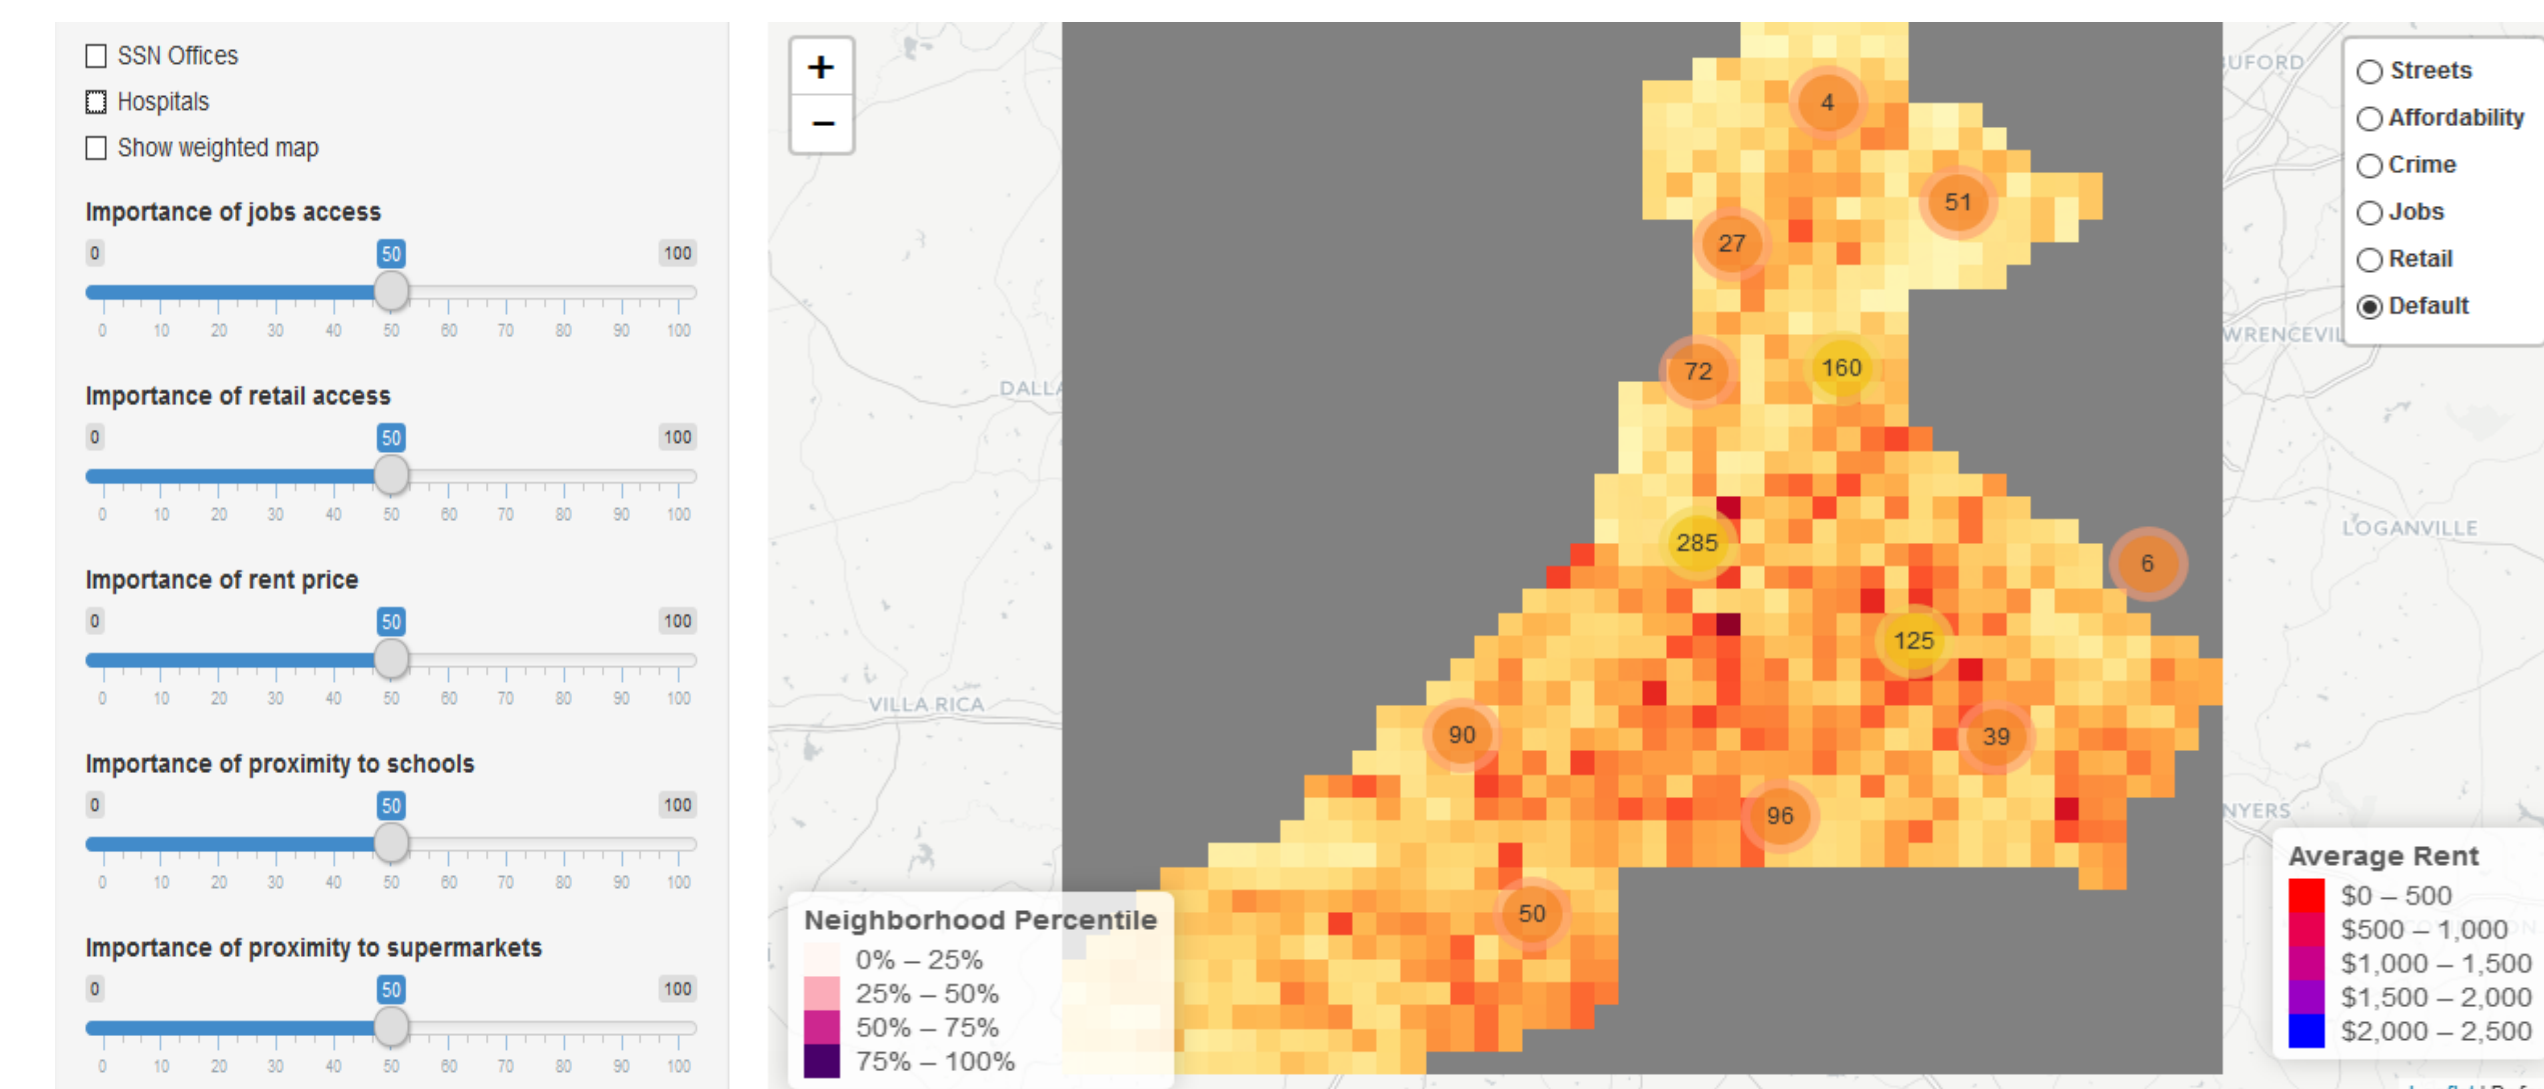 SSN Offices
Hospitals
Show weighted map
Importance of jobs access
0 50 100
0 10 20 30 40 50 60 70 80 90 100
Importance of retail access
0 50 100
0 10 20 30 40 50 60 70 80 90 100
Importance of rent price
0 50 100
0 10 20 30 40 50 60 70 80 90 100
Importance of proximity to schools
0 50 100
0 10 20 30 40 50 60 70 80 90 100
Importance of proximity to supermarkets
0 50 100
0 10 20 30 40 50 60 70 80 90 100
+
−
4
51
27
72
160
285
6
125
90
39
96
50
DALLA
VILLA RICA
UFORD
WRENCEVIL
LOGANVILLE
NYERS
Streets
Affordability
Crime
Jobs
Retail
Default
Neighborhood Percentile
0% – 25%
25% – 50%
50% – 75%
75% – 100%
Average Rent
$0 – 500
$500 – 1,000
$1,000 – 1,500
$1,500 – 2,000
$2,000 – 2,500